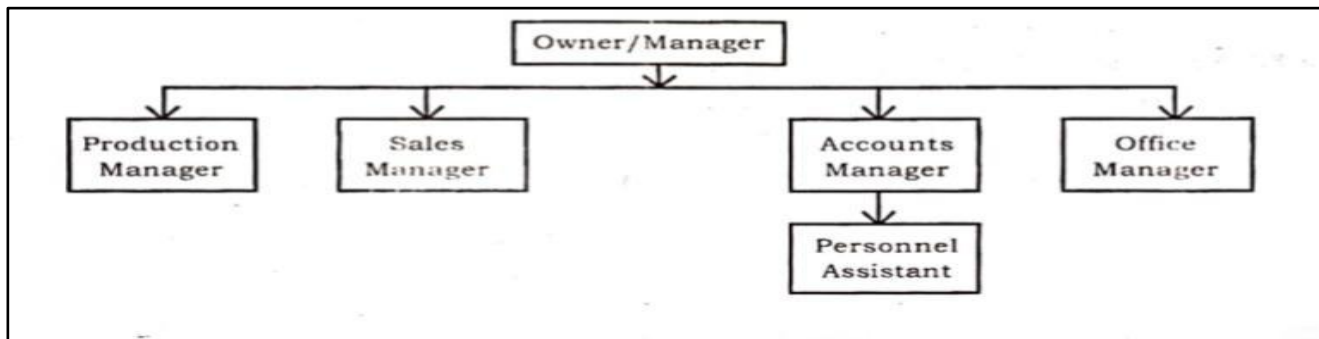 Owner/Manager
Production
Manager
Sales
Manager
Accounts
Manager
Office
Manager
Personnel
Assistant